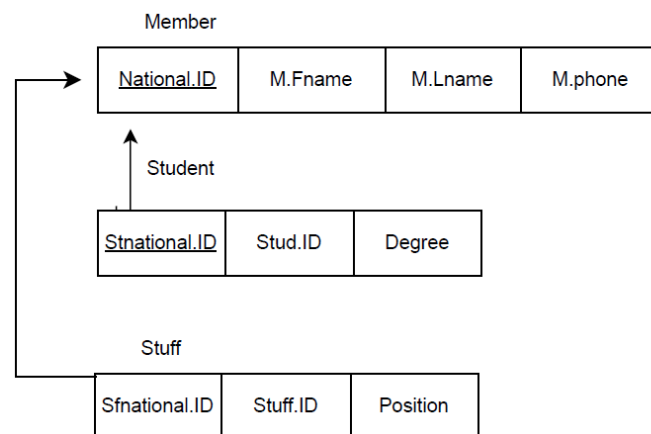 Member
National.ID M.Fname M.Lname M.phone
Student
Stnational.ID Stud.ID Degree
Stuff
Sfnational.ID Stuff.ID Position